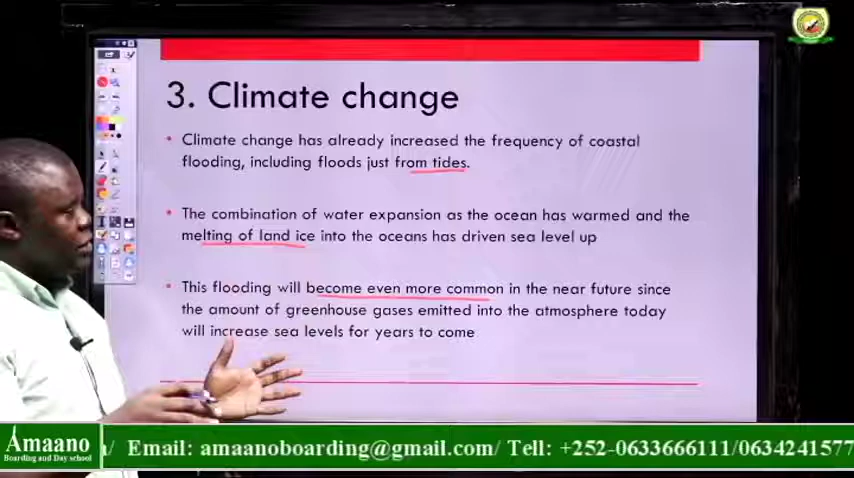 3. Climate change
• Climate change has already increased the frequency of coastal
flooding, including floods just from tides.
• The combination of water expansion as the ocean has warmed and the
melting of land ice into the oceans has driven sea level up
• This flooding will become even more common in the near future since
the amount of greenhouse gases emitted into the atmosphere today
will increase sea levels for years to come
Amaano
Boarding and Day school
/ Email: amaanoboarding@gmail.com/ Tell: +252-0633666111/0634241577